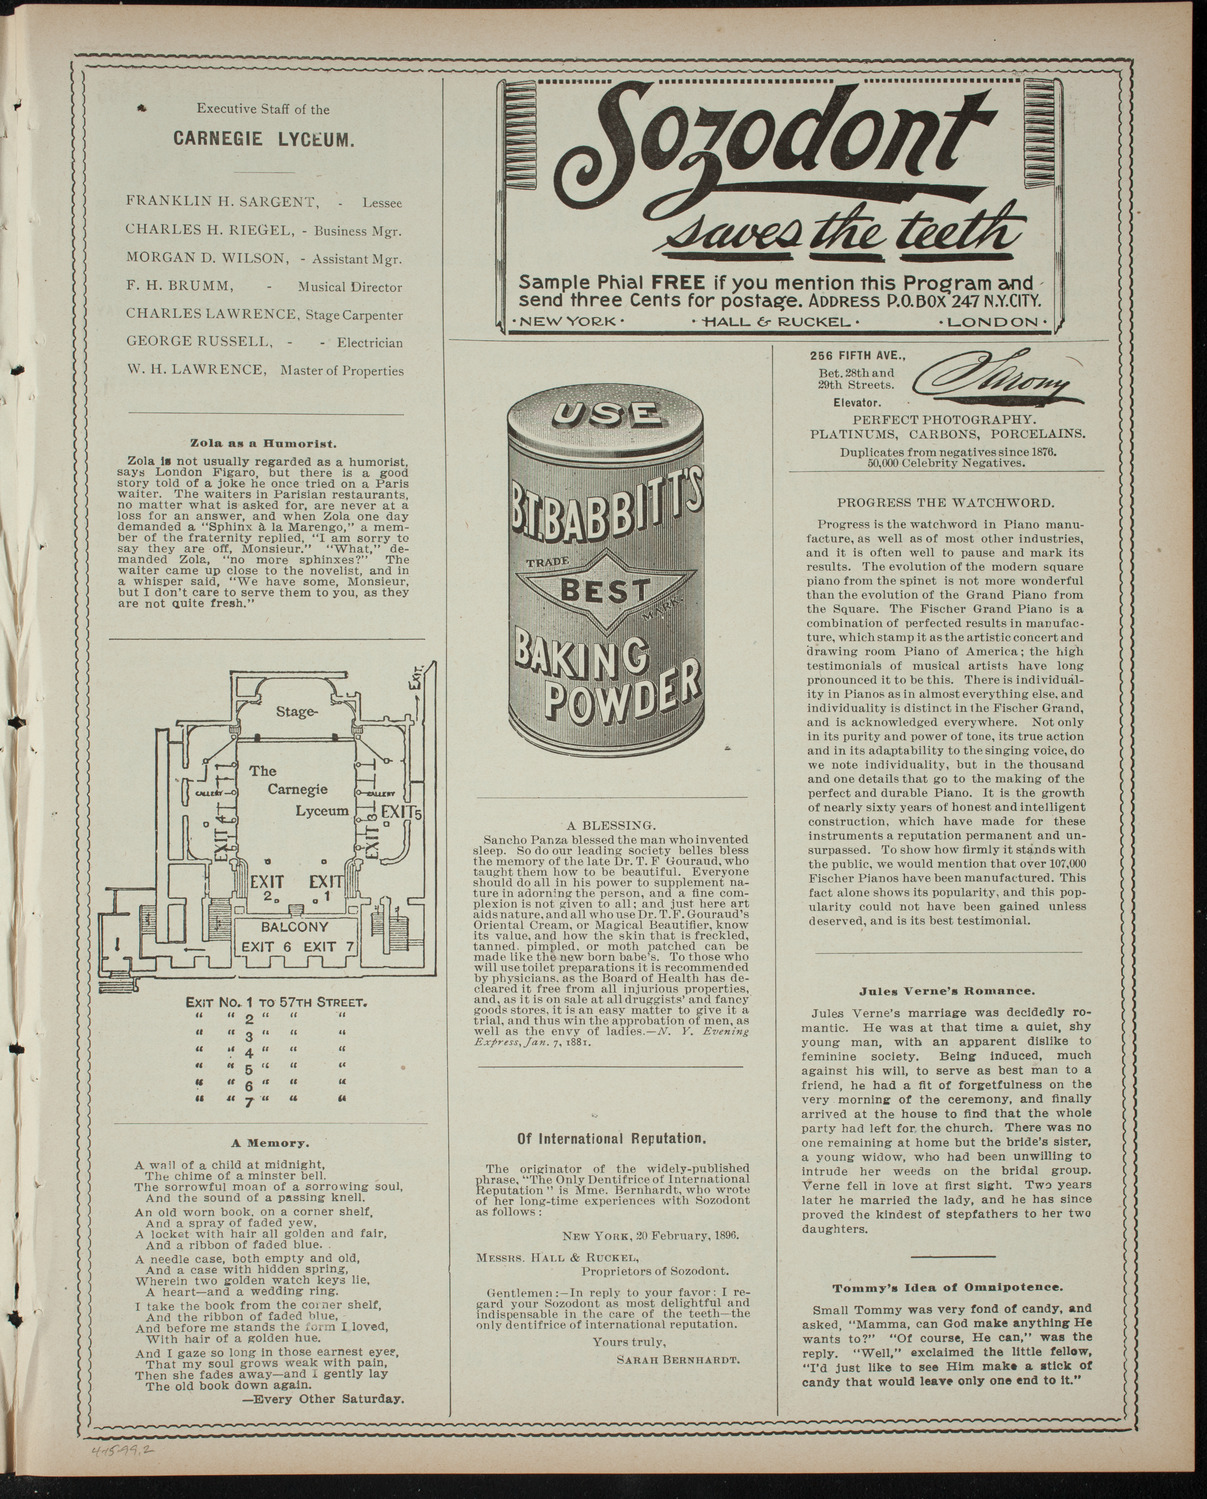 Executive Staff of the
CARNEGIE LYCEUM.
FRANKLIN H. SARGENT, - Lessee
CHARLES H. RIEGEL, - Business Mgr.
MORGAN D. WILSON, - Assistant Mgr.
F. H. BRUMM, - Musical Director
CHARLES LAWRENCE, Stage Carpenter
GEORGE RUSSELL, - - Electrician
W. H. LAWRENCE, Master of Properties
Zola as a Humorist.
Zola is not usually regarded as a humorist,
says London Figaro, but there is a good
story told of a joke he once tried on a Paris
waiter. The waiters in Parisian restaurants,
no matter what is asked for, are never at a
loss for an answer, and when Zola one day
demanded a "Sphinx à la Marengo," a mem-
ber of the fraternity replied, "I am sorry to
say they are off, Monsieur." "What," de-
manded Zola, "no more sphinxes?" The
waiter came up close to the novelist, and in
a whisper said, "We have some, Monsieur,
but I don't care to serve them to you, as they
are not quite fresh."
EXIT.
Stage-
The
Carnegie
Lyceum
GALLERY
GALLERY
EXIT 4
EXIT 3
EXIT 5
EXIT 2
EXIT 1
BALCONY
EXIT 6 EXIT 7
EXIT NO. 1 TO 57TH STREET.
" " 2 " " "
" " 3 " " "
" " 4 " " "
" " 5 " " "
" " 6 " " "
" " 7 " " "
A Memory.
A wail of a child at midnight,
The chime of a minster bell.
The sorrowful moan of a sorrowing soul,
And the sound of a passing knell.
An old worn book, on a corner shelf,
And a spray of faded yew,
A locket with hair all golden and fair,
And a ribbon of faded blue.
A needle case, both empty and old,
And a case with hidden spring,
Wherein two golden watch keys lie,
A heart—and a wedding ring.
I take the book from the corner shelf,
And the ribbon of faded blue,
And before me stands the form I loved,
With hair of a golden hue.
And I gaze so long in those earnest eyes,
That my soul grows weak with pain,
Then she fades away—and I gently lay
The old book down again.
—Every Other Saturday.
4-15-99.2
Sozodont
saves the teeth
Sample Phial FREE if you mention this Program and
send three Cents for postage. ADDRESS P.O. BOX 247 N.Y. CITY.
· NEW YORK · · HALL & RUCKEL · · LONDON ·
USE
B.T. BABBITT'S
TRADE
BEST
MARK
BAKING
POWDER
A BLESSING.
Sancho Panza blessed the man who invented
sleep. So do our leading society belles bless
the memory of the late Dr. T. F Gouraud, who
taught them how to be beautiful. Everyone
should do all in his power to supplement na-
ture in adorning the person, and a fine com-
plexion is not given to all; and just here art
aids nature, and all who use Dr. T. F. Gouraud's
Oriental Cream, or Magical Beautifier, know
its value, and how the skin that is freckled,
tanned, pimpled, or moth patched can be
made like the new born babe's. To those who
will use toilet preparations it is recommended
by physicians, as the Board of Health has de-
cleared it free from all injurious properties,
and, as it is on sale at all druggists' and fancy
goods stores, it is an easy matter to give it a
trial, and thus win the approbation of men, as
well as the envy of ladies.—N. Y. Evening
Express, Jan. 7, 1881.
Of International Reputation.
The originator of the widely-published
phrase, "The Only Dentifrice of International
Reputation" is Mme. Bernhardt, who wrote
of her long-time experiences with Sozodont
as follows:
NEW YORK, 20 February, 1896.
MESSRS. HALL & RUCKEL,
Proprietors of Sozodont.
Gentlemen:—In reply to your favor: I re-
gard your Sozodont as most delightful and
indispensable in the care of the teeth—the
only dentifrice of international reputation.
Yours truly,
SARAH BERNHARDT.
256 FIFTH AVE.,
Bet. 28th and
29th Streets.
Elevator.
Sarony
PERFECT PHOTOGRAPHY.
PLATINUMS, CARBONS, PORCELAINS.
Duplicates from negatives since 1876.
50,000 Celebrity Negatives.
PROGRESS THE WATCHWORD.
Progress is the watchword in Piano manu-
facture, as well as of most other industries,
and it is often well to pause and mark its
results. The evolution of the modern square
piano from the spinet is not more wonderful
than the evolution of the Grand Piano from
the Square. The Fischer Grand Piano is a
combination of perfected results in manufac-
ture, which stamp it as the artistic concert and
drawing room Piano of America; the high
testimonials of musical artists have long
pronounced it to be this. There is individual-
ity in Pianos as in almost everything else, and
individuality is distinct in the Fischer Grand,
and is acknowledged everywhere. Not only
in its purity and power of tone, its true action
and in its adaptability to the singing voice, do
we note individuality, but in the thousand
and one details that go to the making of the
perfect and durable Piano. It is the growth
of nearly sixty years of honest and intelligent
construction, which have made for these
instruments a reputation permanent and un-
surpassed. To show how firmly it stands with
the public, we would mention that over 107,000
Fischer Pianos have been manufactured. This
fact alone shows its popularity, and this pop-
ularity could not have been gained unless
deserved, and is its best testimonial.
Jules Verne's Romance.
Jules Verne's marriage was decidedly ro-
mantic. He was at that time a quiet, shy
young man, with an apparent dislike to
feminine society. Being induced, much
against his will, to serve as best man to a
friend, he had a fit of forgetfulness on the
very morning of the ceremony, and finally
arrived at the house to find that the whole
party had left for the church. There was no
one remaining at home but the bride's sister,
a young widow, who had been unwilling to
intrude her weeds on the bridal group.
Verne fell in love at first sight. Two years
later he married the lady, and he has since
proved the kindest of stepfathers to her two
daughters.
Tommy's Idea of Omnipotence.
Small Tommy was very fond of candy, and
asked, "Mamma, can God make anything He
wants to?" "Of course, He can," was the
reply. "Well," exclaimed the little fellow,
"I'd just like to see Him make a stick of
candy that would leave only one end to it."